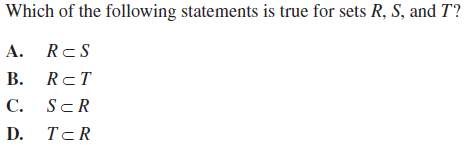 Which of the following statements is true for sets R, S, and T?
A. R ⊂ S
B. R ⊂ T
C. S ⊂ R
D. T ⊂ R